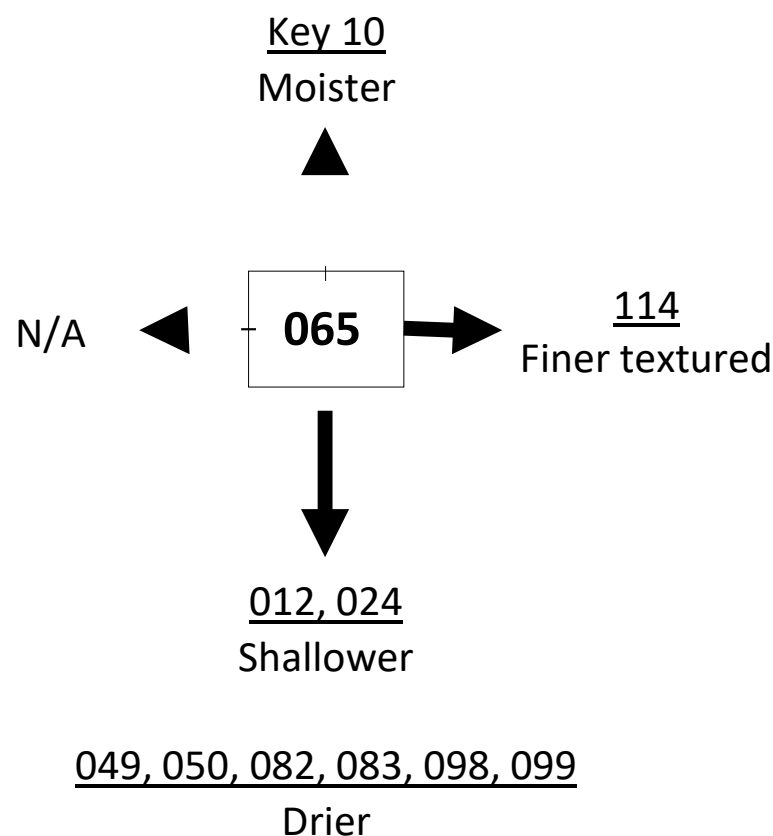 Key 10
Moister
N/A
065
114
Finer textured
012, 024
Shallower
049, 050, 082, 083, 098, 099
Drier